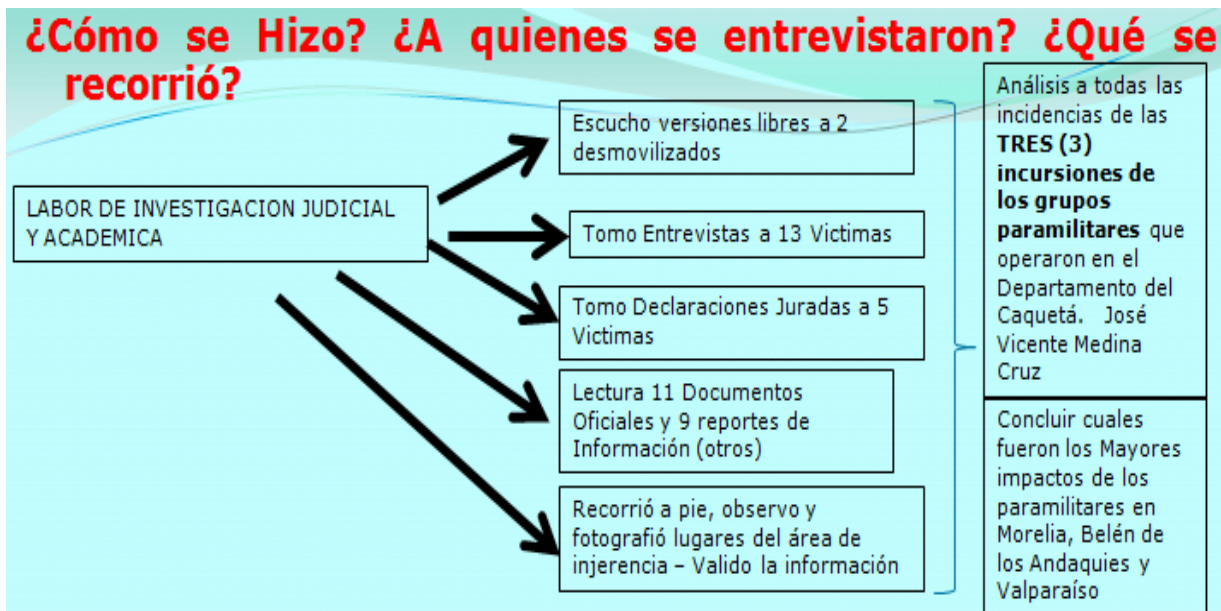 ¿Cómo se Hizo? ¿A quienes se entrevistaron? ¿Qué se
recorrió?
LABOR DE INVESTIGACION JUDICIAL
Y ACADEMICA
Escucho versiones libres a 2
desmovilizados
Tomo Entrevistas a 13 Victimas
Tomo Declaraciones Juradas a 5
Victimas
Lectura 11 Documentos
Oficiales y 9 reportes de
Información (otros)
Recorrió a pie, observo y
fotografió lugares del área de
injerencia – Valido la información
Análisis a todas las
incidencias de las
TRES (3)
incursiones de
los grupos
paramilitares que
operaron en el
Departamento del
Caquetá. José
Vicente Medina
Cruz
Concluir cuales
fueron los Mayores
impactos de los
paramilitares en
Morelia, Belén de
los Andaquies y
Valparaíso